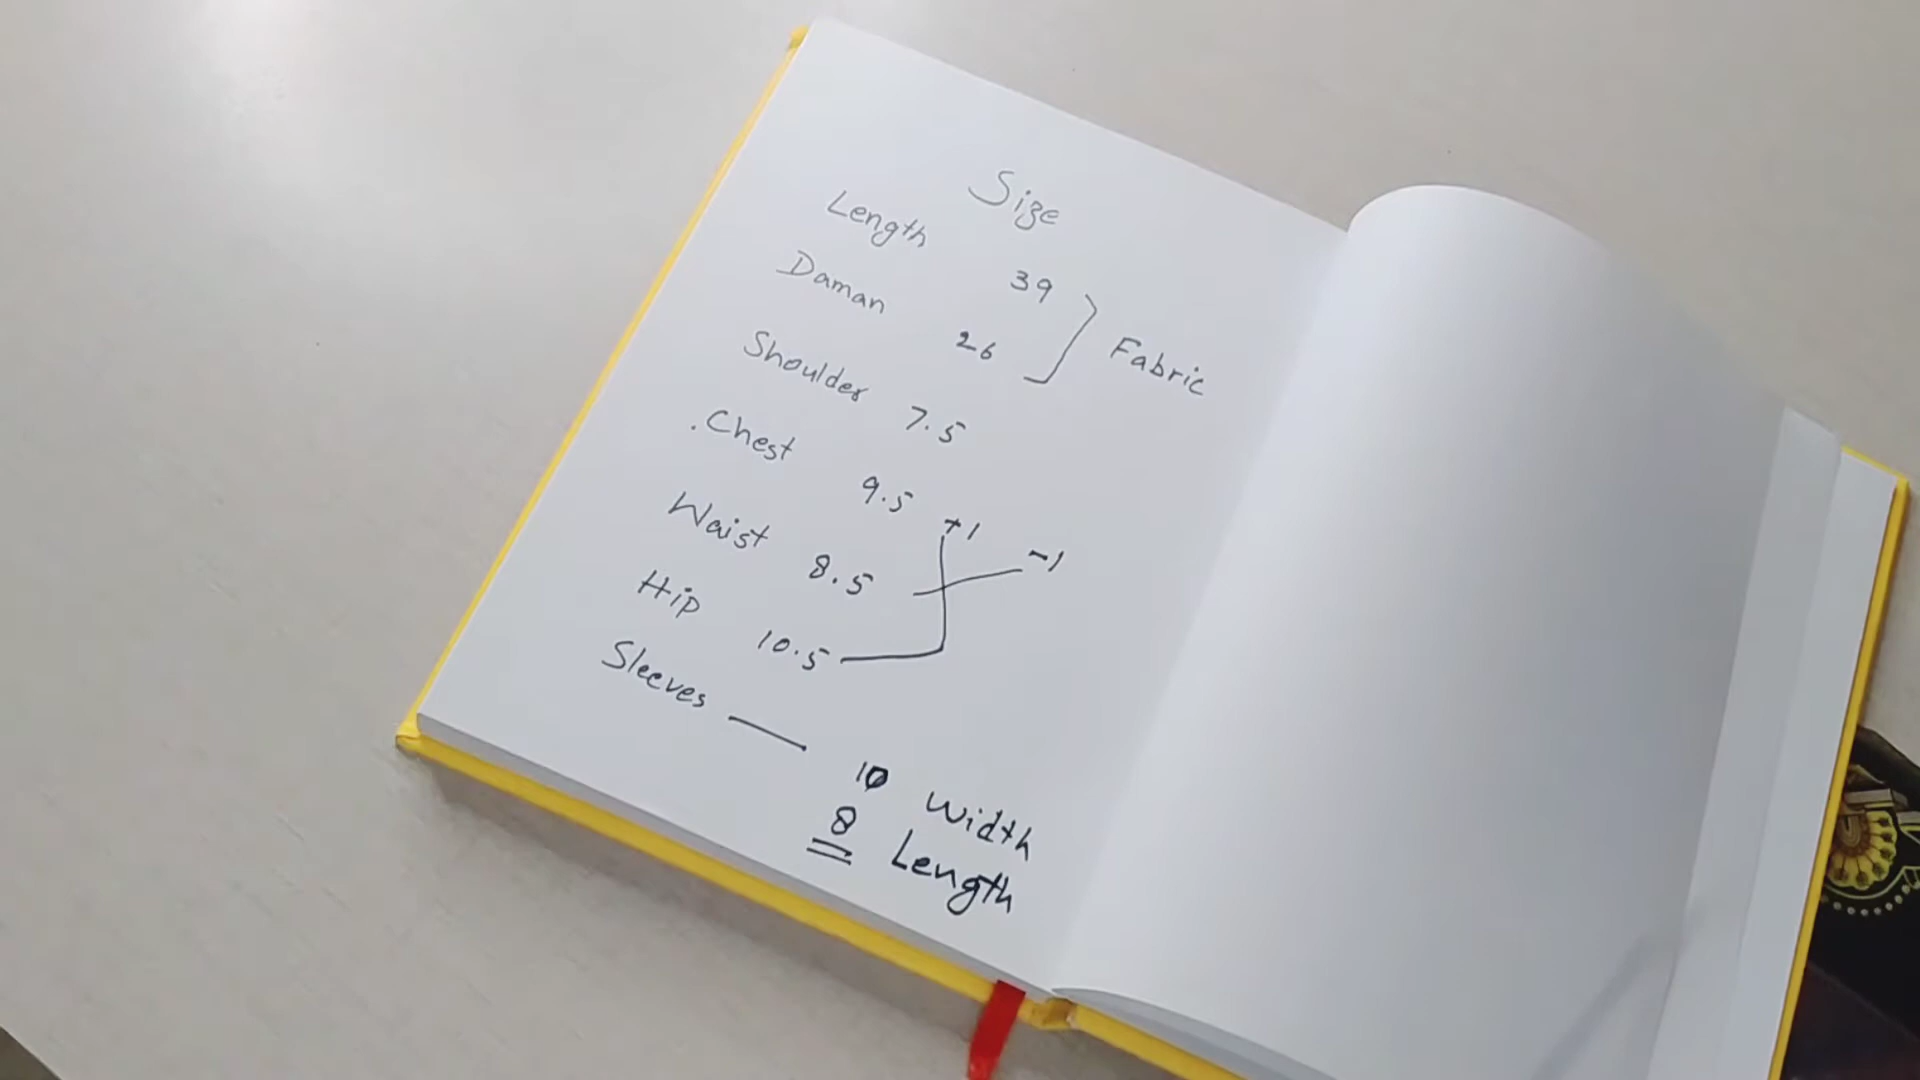 Size
Length 39
Daman 26 } Fabric
Shoulder 7.5
.Chest 9.5 +1
Waist 8.5 -1
Hip 10.5
Sleeves — 10 width
8 Length